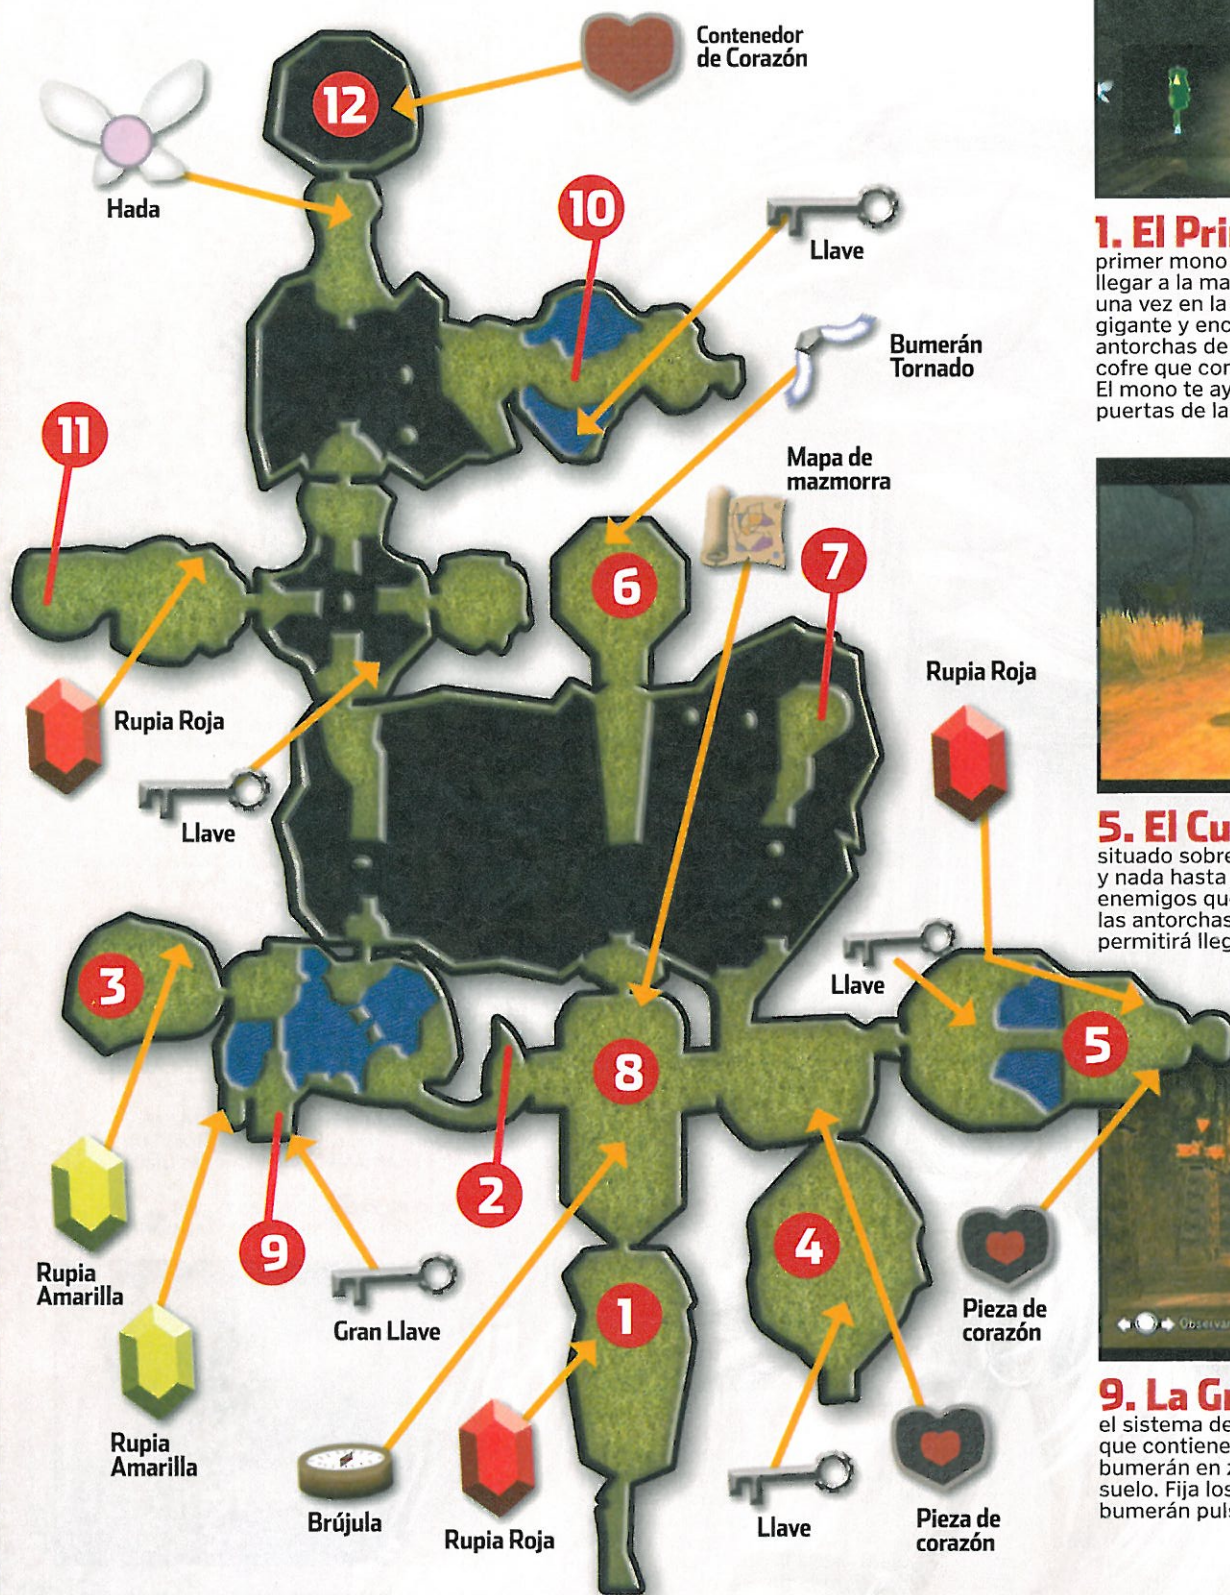 Contenedor
de Corazón
12
Hada
10
Llave
Bumerán
Tornado
11
Mapa de
mazmorra
6
7
Rupia Roja
Rupia Roja
Llave
3
Llave
8
5
2
9
4
Rupia
Amarilla
Gran Llave
1
Pieza de
corazón
Rupia
Amarilla
Brújula
Rupia Roja
Llave
Pieza de
corazón
1. El Pri
primer mono
llegar a la ma
una vez en la
gigante y enc
antorchas de
cofre que con
El mono te ay
puertas de la
5. El Cu
situado sobre
y nada hasta
enemigos que
las antorchas
permitirá lleg
Observar
9. La Gr
el sistema de
que contiene
bumerán en z
suelo. Fija los
bumerán puls